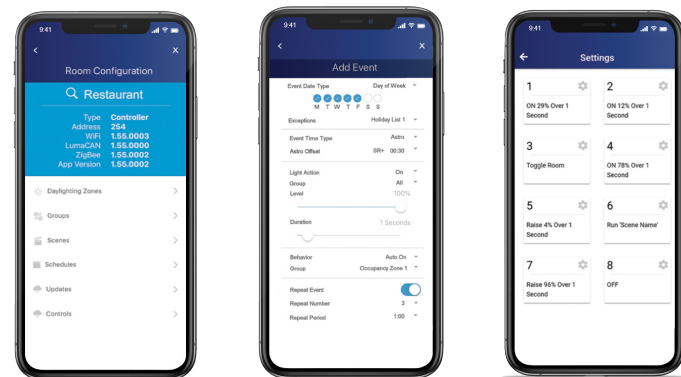 9:41
Room Configuration
Restaurant
Type Controller
Address 254
WiFi 1.55.0003
LumaCAN 1.55.0000
ZigBee 1.55.0002
App Version 1.55.0002
Daylighting Zones
Groups
Scenes
Schedules
Updates
Controls
9:41
Add Event
Event Date Type Day of Week
M T W T F S S
Exceptions Holiday List 1
Event Time Type Astro
Astro Offset SR+ 00:30
Light Action On
Group All
Level 100%
Duration 1 Seconds
Behavior Auto On
Group Occupancy Zone 1
Repeat Event
Repeat Number 3
Repeat Period 1:00
9:41
Settings
1
ON 29% Over 1
Second
2
ON 12% Over 1
Second
3
Toggle Room
4
ON 78% Over 1
Second
5
Raise 4% Over 1
Second
6
Run 'Scene Name'
7
Raise 96% Over 1
Second
8
OFF